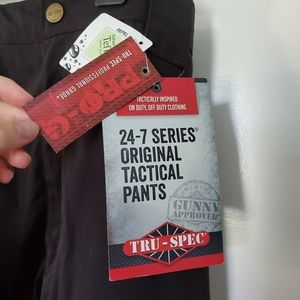 Teflon
TRU-SPEC PROFESSIONAL GRADE
TACTICALLY INSPIRED
ON DUTY, OFF DUTY CLOTHING
24-7 SERIES®
ORIGINAL
TACTICAL
PANTS
GUNNY
APPROVED
TRU-SPEC